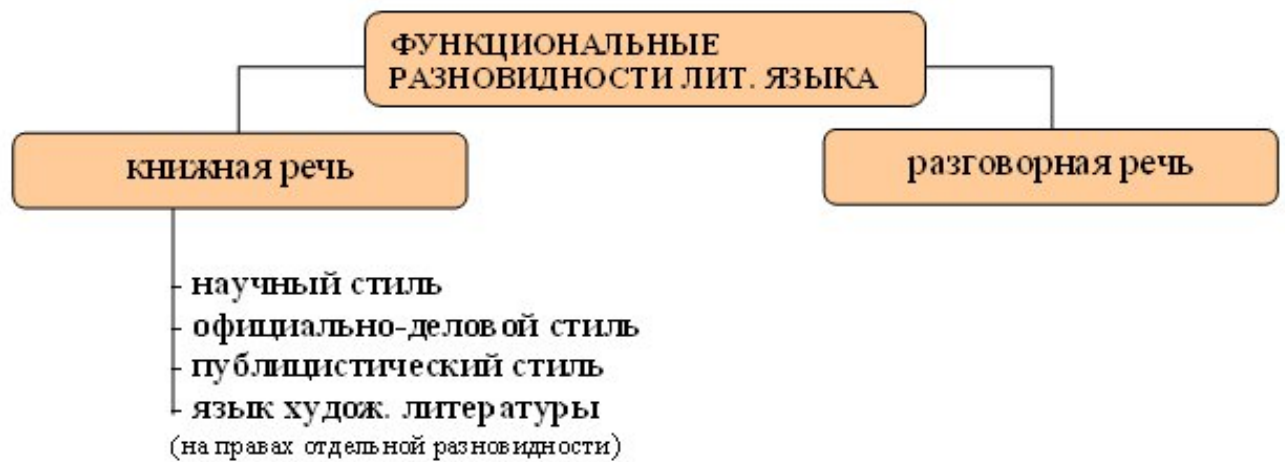 ФУНКЦИОНАЛЬНЫЕ
РАЗНОВИДНОСТИ ЛИТ. ЯЗЫКА
книжная речь
разговорная речь
- научный стиль
- официально-деловой стиль
- публицистический стиль
- язык худож. литературы
(на правах отдельной разновидности)